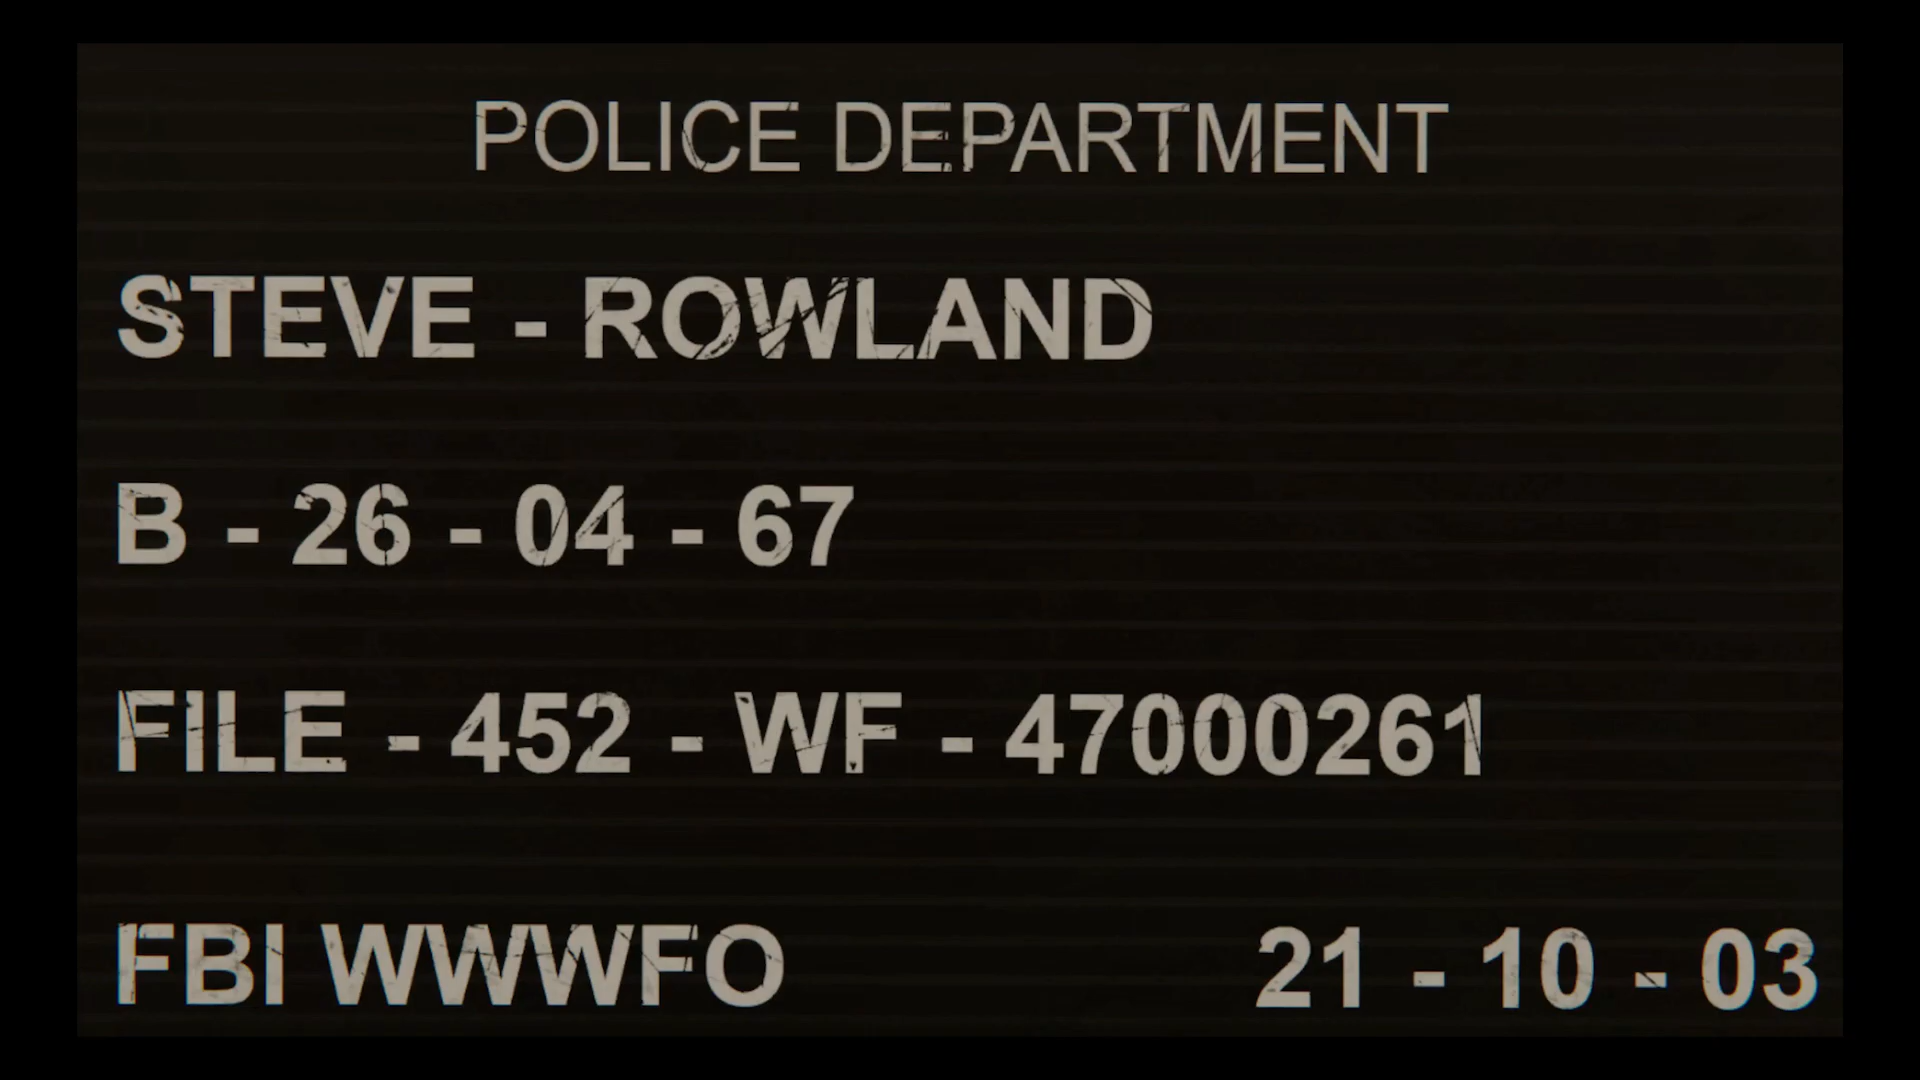 POLICE DEPARTMENT
STEVE - ROWLAND
B - 26 - 04 - 67
FILE - 452 - WF - 47000261
FBI WWWFO 21 - 10 - 03